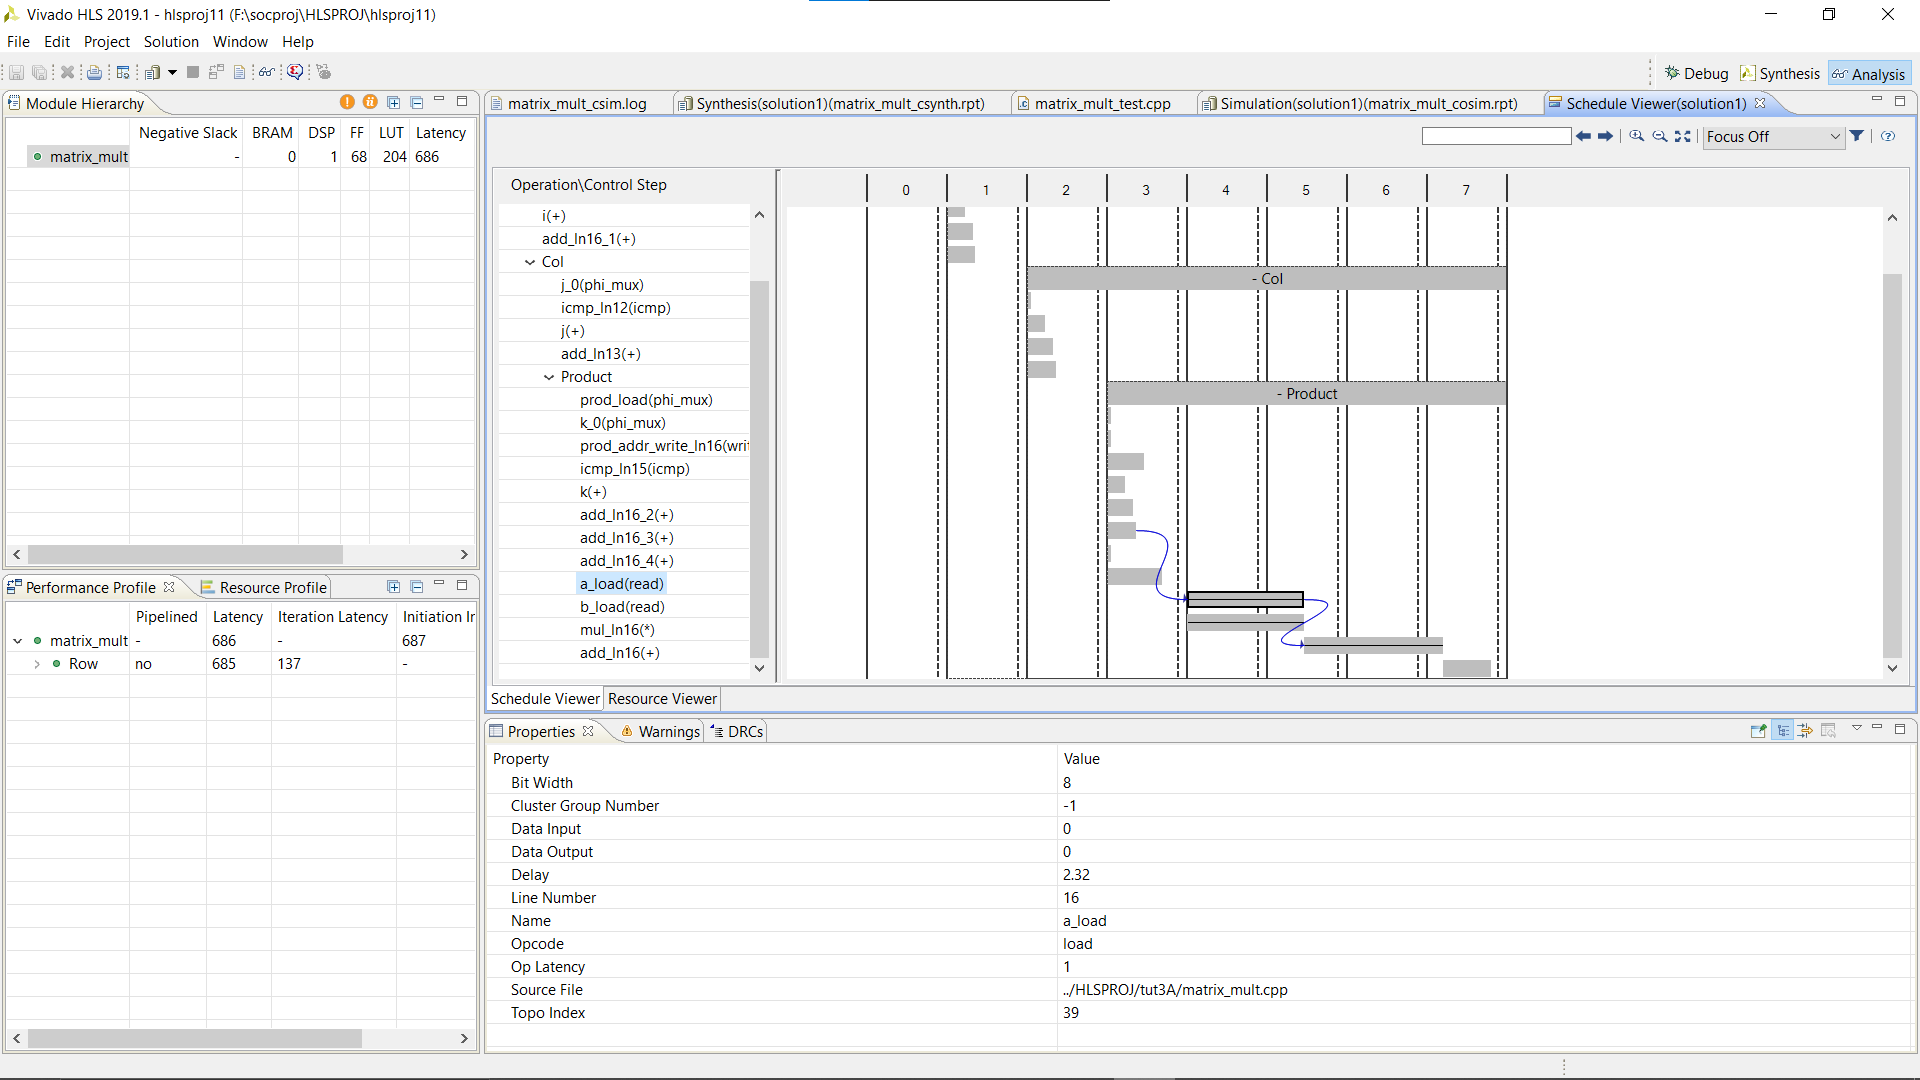 Vivado HLS 2019.1 - hlsproj11 (F:\socproj\HLSPROJ\hlsproj11)
File Edit Project Solution Window Help
Debug Synthesis Analysis
Module Hierarchy
Negative Slack BRAM DSP FF LUT Latency
matrix_mult - 0 1 68 204 686
Performance Profile Resource Profile
Pipelined Latency Iteration Latency Initiation In
matrix_mult - 686 - 687
Row no 685 137 -
matrix_mult_csim.log Synthesis(solution1)(matrix_mult_csynth.rpt) matrix_mult_test.cpp Simulation(solution1)(matrix_mult_cosim.rpt) Schedule Viewer(solution1)
Focus Off
Operation\Control Step 0 1 2 3 4 5 6 7
i(+)
add_ln16_1(+)
Col
- Col
j_0(phi_mux)
icmp_ln12(icmp)
j(+)
add_ln13(+)
Product
- Product
prod_load(phi_mux)
k_0(phi_mux)
prod_addr_write_ln16(writ
icmp_ln15(icmp)
k(+)
add_ln16_2(+)
add_ln16_3(+)
add_ln16_4(+)
a_load(read)
b_load(read)
mul_ln16(*)
add_ln16(+)
Schedule Viewer Resource Viewer
Properties Warnings DRCs
Property Value
Bit Width 8
Cluster Group Number -1
Data Input 0
Data Output 0
Delay 2.32
Line Number 16
Name a_load
Opcode load
Op Latency 1
Source File ../HLSPROJ/tut3A/matrix_mult.cpp
Topo Index 39